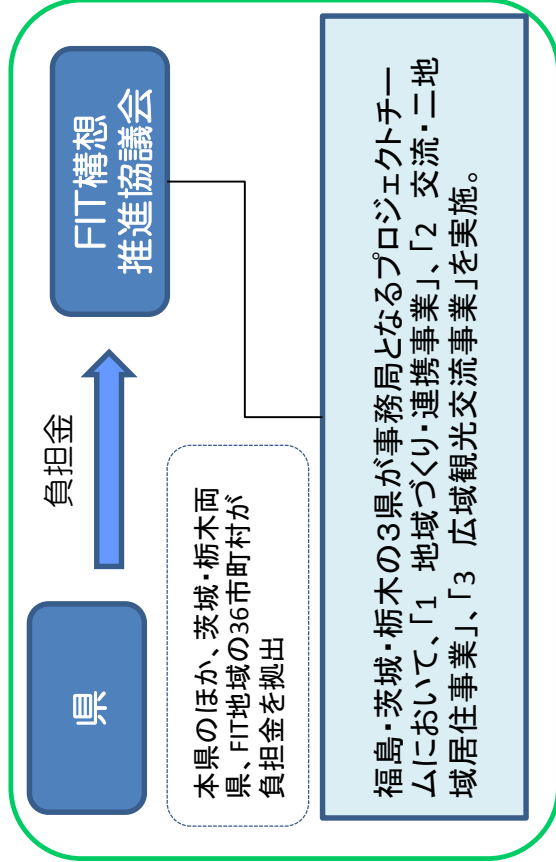 県
負担金
FIT構想
推進協議会
本県のほか、茨城・栃木両
県、FIT地域の36市町村が
負担金を拠出
福島・茨城・栃木の3県が事務局となるプロジェクトチー
ムにおいて、「1 地域づくり・連携事業」、「2 交流・二地
域居住事業」、「3 広域観光交流事業」を実施。